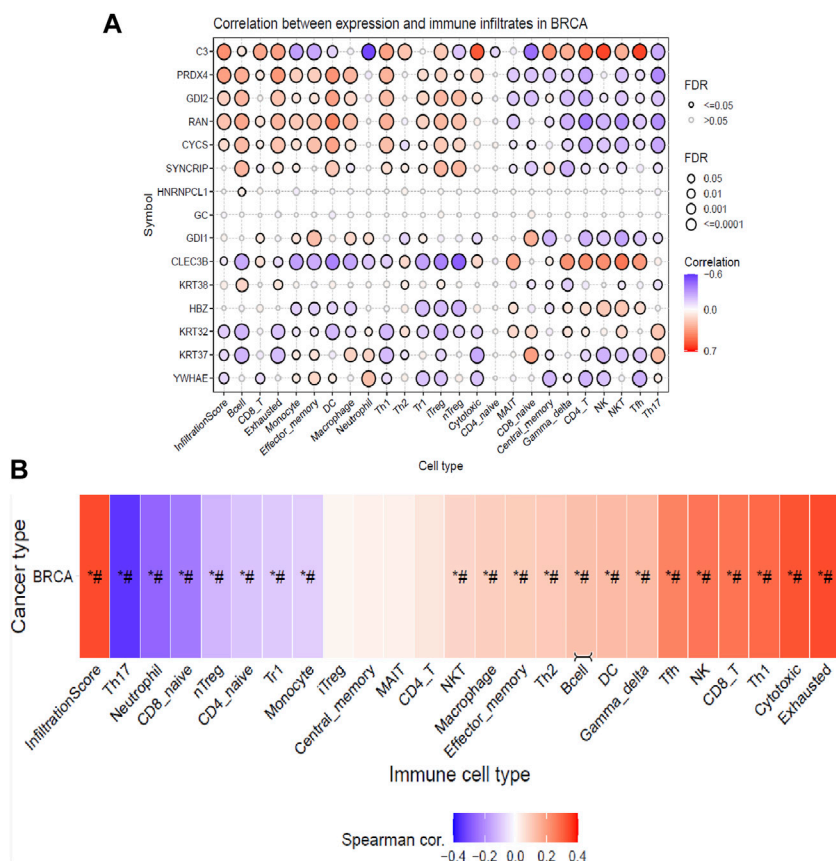 A
Correlation between expression and immune infiltrates in BRCA
Symbol
C3
PRDX4
GDI2
RAN
CYCS
SYNCRIP
HNRNPCL1
GC
GDI1
CLEC3B
KRT38
HBZ
KRT32
KRT37
YWHAE
InfiltrationScore
Bcell
CD8_T
Exhausted
Monocyte
Effector_memory
DC
Macrophage
Neutrophil
Th1
Th2
Tr1
iTreg
nTreg
Cytotoxic
CD4_naive
MAIT
CD8_naive
Central_memory
Gamma_delta
CD4_T
NK
NKT
Tfh
Th17
Cell type
FDR
<=0.05
>0.05
FDR
0.05
0.01
0.001
<=0.0001
Correlation
−0.6
0.0
0.7
B
Cancer type
BRCA
*# *# *# *# *# *# *# *# *# *# *# *# *# *# *# *# *# *# *# *# *#
InfiltrationScore
Th17
Neutrophil
CD8_naive
nTreg
CD4_naive
Tr1
Monocyte
iTreg
Central_memory
MAIT
CD4_T
NKT
Macrophage
Effector_memory
Th2
Bcell
DC
Gamma_delta
Tfh
NK
CD8_T
Th1
Cytotoxic
Exhausted
Immune cell type
Spearman cor.
−0.4 −0.2 0.0 0.2 0.4